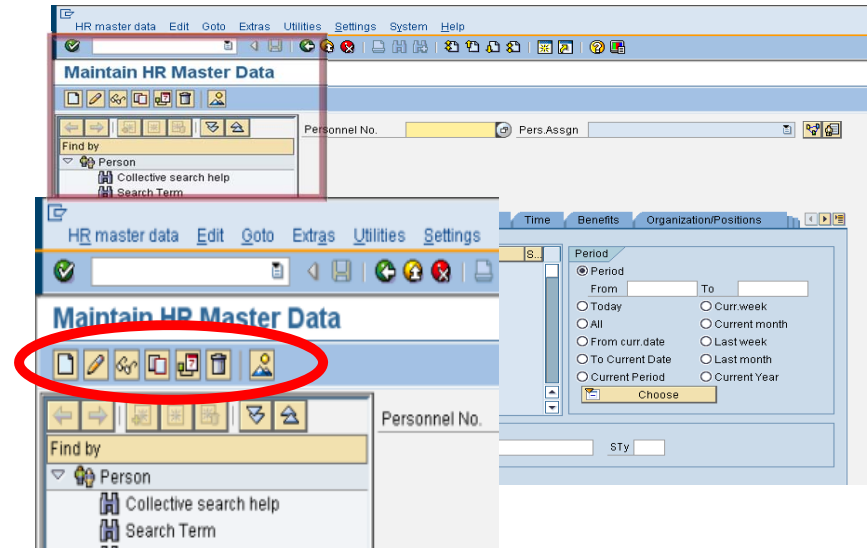 HR master data Edit Goto Extras Utilities Settings System Help
Maintain HR Master Data
Personnel No. Pers.Assgn
Find by
Person
Collective search help
Search Term
HR master data Edit Goto Extras Utilities Settings
Maintain HR Master Data
Personnel No.
Find by
Person
Collective search help
Search Term
Time Benefits Organization/Positions
S... Period
Period
From To
Today Curr.week
All Current month
From curr.date Last week
To Current Date Last month
Current Period Current Year
Choose
STy